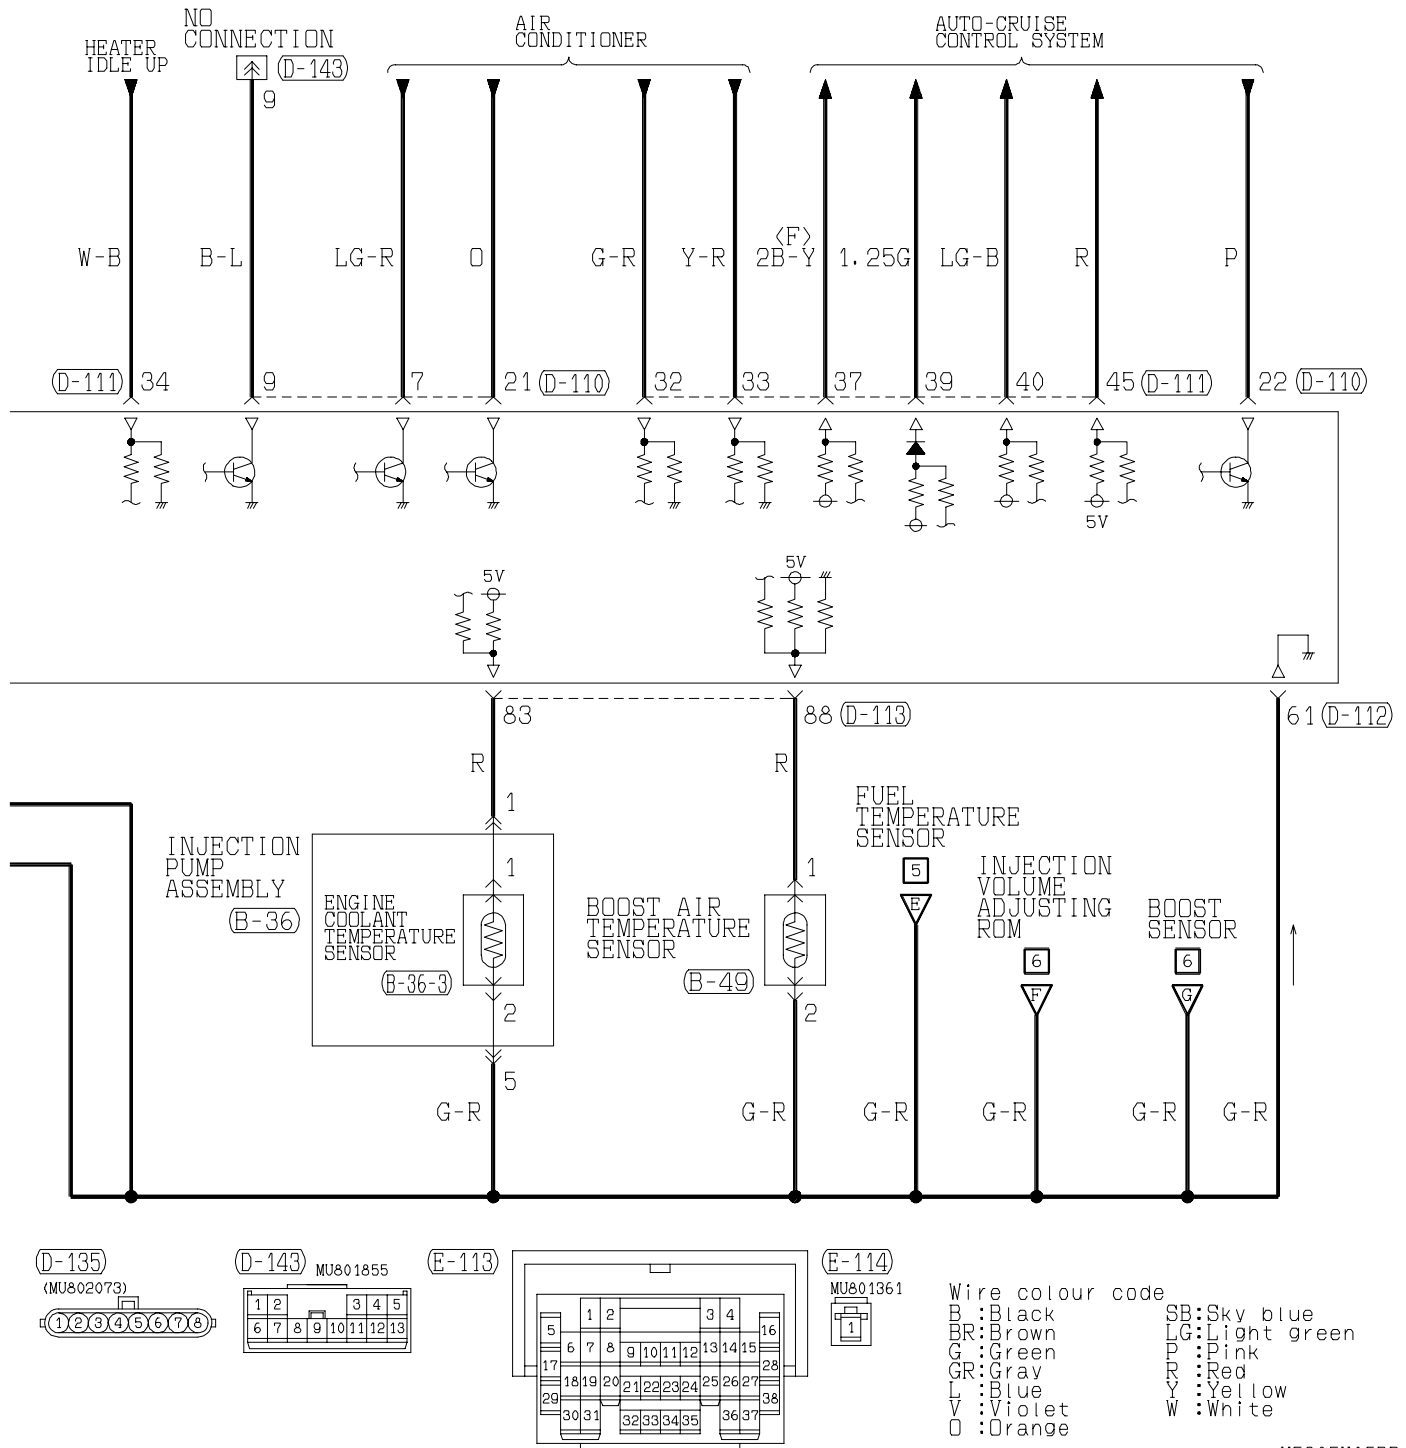 NO
CONNECTION
HEATER
IDLE UP
(D-143)
9
AIR
CONDITIONER
AUTO-CRUISE
CONTROL SYSTEM
W-B
B-L
LG-R
O
G-R
Y-R
<F>
2B-Y
1.25G
LG-B
R
P
(D-111) 34
9
7
21 (D-110)
32
33
37
39
40
45 (D-111)
22 (D-110)
5V
5V
5V
83
88 (D-113)
61 (D-112)
R
R
1
INJECTION
PUMP
ASSEMBLY
(B-36)
1
ENGINE
COOLANT
TEMPERATURE
SENSOR
(B-36-3)
2
5
BOOST AIR
TEMPERATURE
SENSOR
(B-49)
1
2
FUEL
TEMPERATURE
SENSOR
5
E
INJECTION
VOLUME
ADJUSTING
ROM
6
F
BOOST
SENSOR
6
G
G-R
G-R
G-R
G-R
G-R
G-R
(D-135)
(MU802073)
1 2 3 4 5 6 7 8
(D-143) MU801855
1 2 3 4 5
6 7 8 9 10 11 12 13
(E-113)
1 2 3 4
5 16
6 7 8 9 10 11 12 13 14 15
17 28
18 19 20 21 22 23 24 25 26 27
29 38
30 31 32 33 34 35 36 37
(E-114)
MU801361
1
Wire colour code
B :Black SB:Sky blue
BR:Brown LG:Light green
G :Green P :Pink
GR:Gray R :Red
L :Blue Y :Yellow
V :Violet W :White
O :Orange